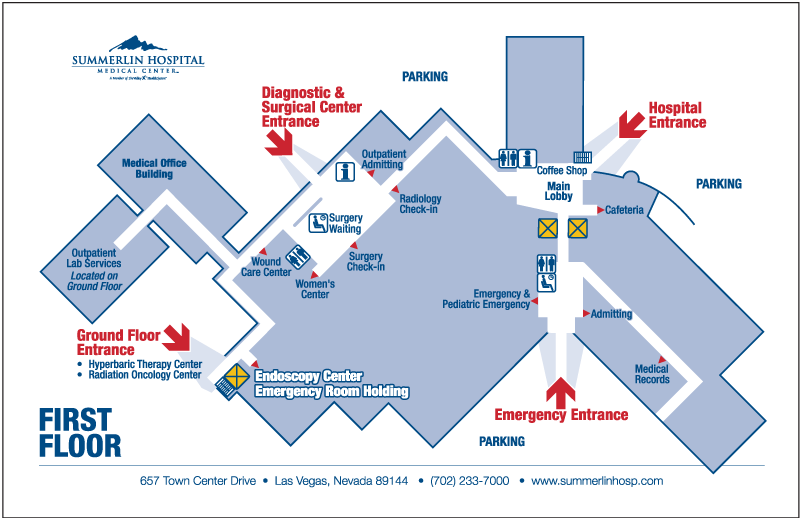 SUMMERLIN HOSPITAL
MEDICAL CENTER
A Member of The Valley Health System
PARKING
Diagnostic &
Surgical Center
Entrance
Hospital
Entrance
Medical Office
Building
Outpatient
Admitting
Coffee Shop
Main
Lobby
PARKING
Radiology
Check-in
Cafeteria
Surgery
Waiting
Outpatient
Lab Services
Located on
Ground Floor
Wound
Care Center
Surgery
Check-in
Women's
Center
Emergency &
Pediatric Emergency
Admitting
Ground Floor
Entrance
• Hyperbaric Therapy Center
• Radiation Oncology Center
Endoscopy Center
Emergency Room Holding
Medical
Records
Emergency Entrance
PARKING
FIRST
FLOOR
657 Town Center Drive • Las Vegas, Nevada 89144 • (702) 233-7000 • www.summerlinhosp.com